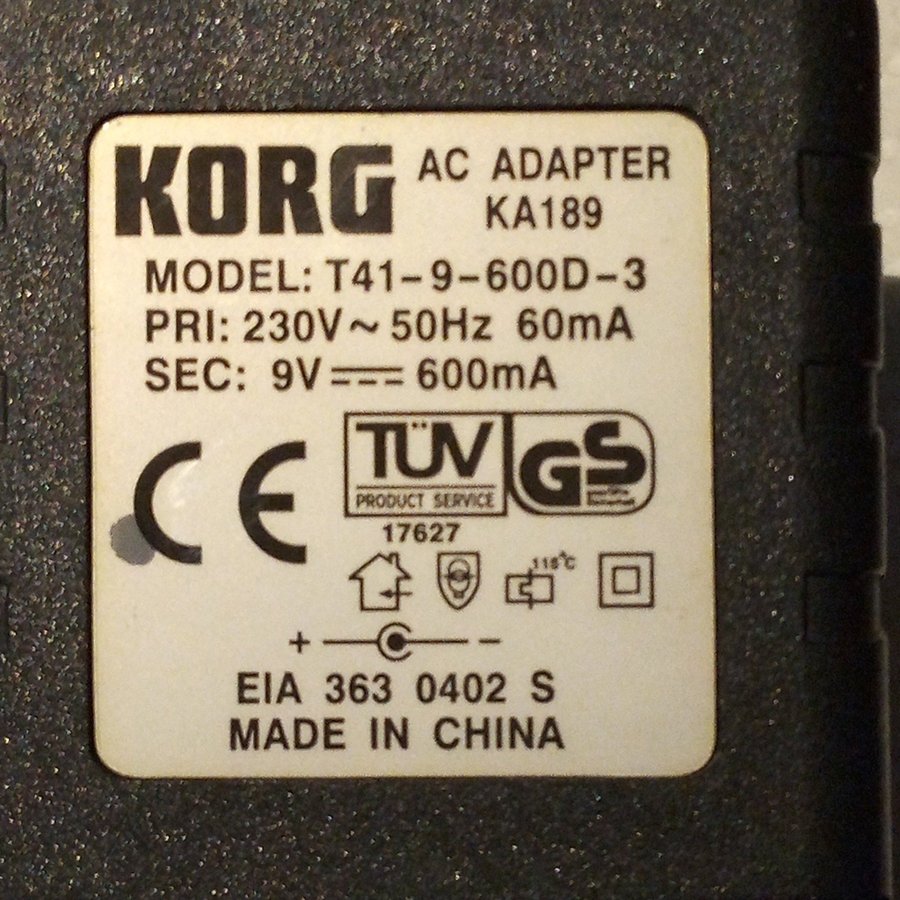 KORG AC ADAPTER
KA189
MODEL: T41-9-600D-3
PRI: 230V~50Hz 60mA
SEC: 9V⎓600mA
CE TÜV GS
PRODUCT SERVICE
17627
115°C
+ -
EIA 363 0402 S
MADE IN CHINA